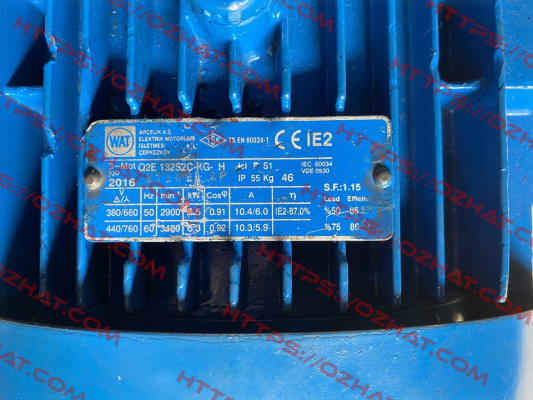 WAT
ARÇELİK A.Ş.
ELEKTRİK MOTORLARI
İŞLETMESİ
ÇERKEZKÖY
TSE
TS EN 60034-1
CE IE2
3~Mot Q2E 132S2C-KG- H Icl F S1
IEC 60034
VDE 0530
NO
2016
IP 55 Kg 46
S.F.:1.15
Δ/⅄ Hz min⁻¹ kW Cosφ A η
Load Efficien
380/660 50 2900 5.5 0.91 10.4/6.0 IE2-87.0%
%50
440/760 60 3480 6.3 0.92 10.3/5.9
%75
HTTPS://OZHAT.COM